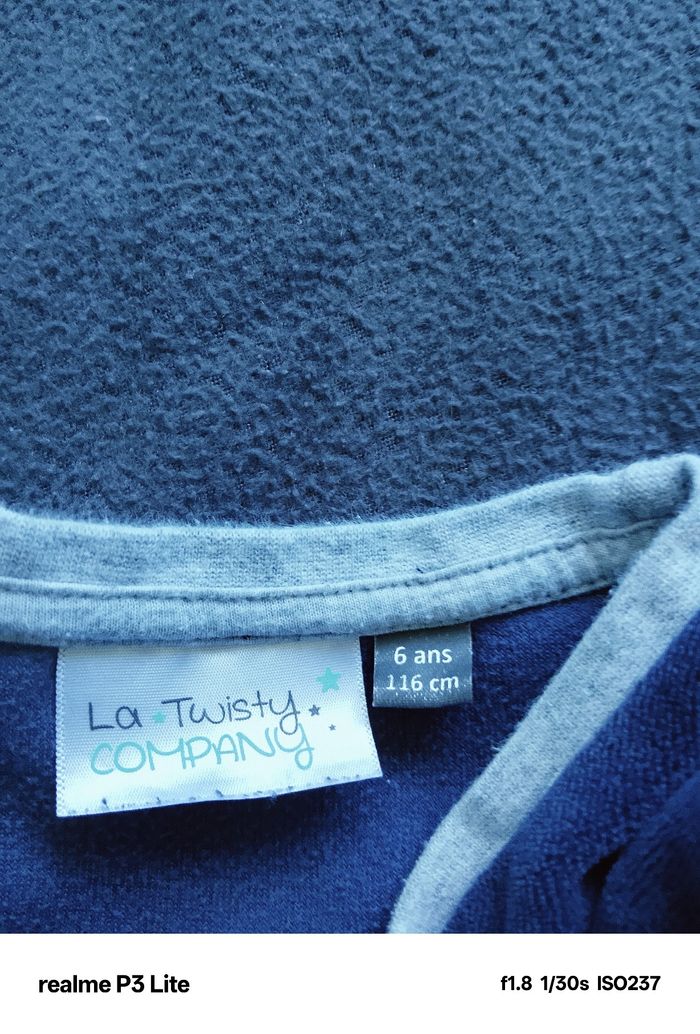 La Twisty
COMPANY
6 ans
116 cm
realme P3 Lite
f1.8 1/30s ISO237